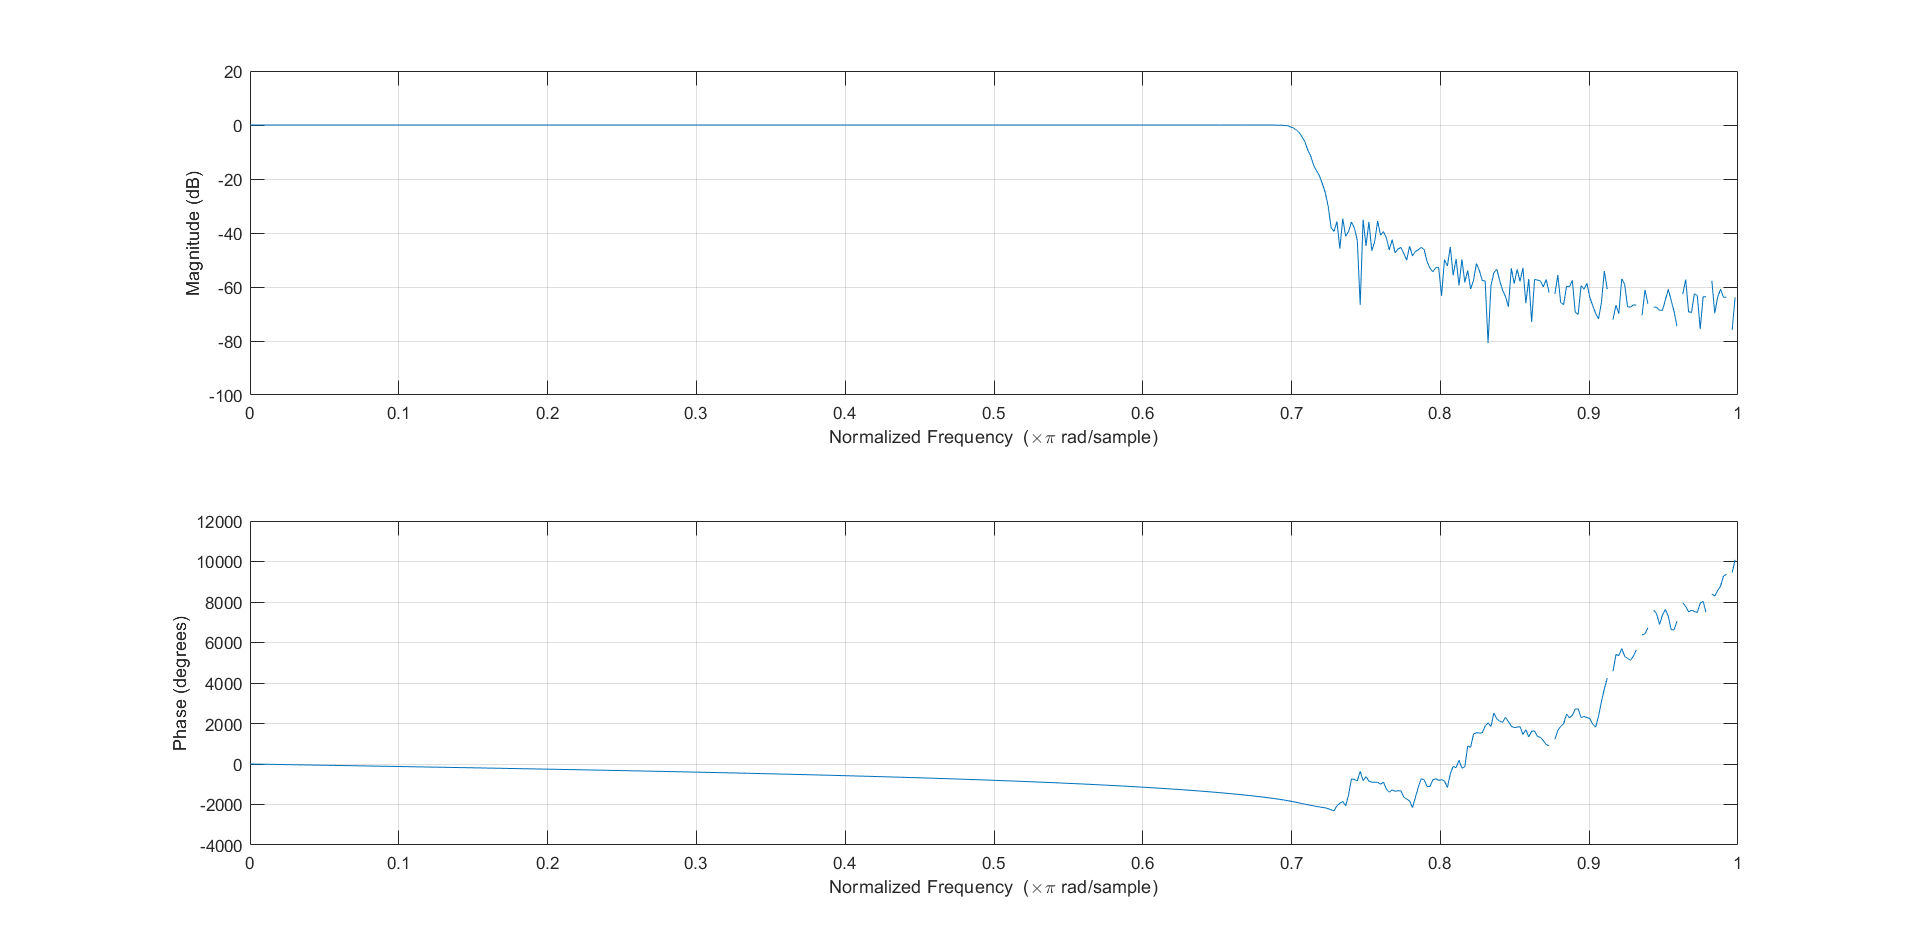 20
0
-20
-40
-60
-80
-100
Magnitude (dB)
0 0.1 0.2 0.3 0.4 0.5 0.6 0.7 0.8 0.9 1
Normalized Frequency (×π rad/sample)
12000
10000
8000
6000
4000
2000
0
-2000
-4000
Phase (degrees)
0 0.1 0.2 0.3 0.4 0.5 0.6 0.7 0.8 0.9 1
Normalized Frequency (×π rad/sample)